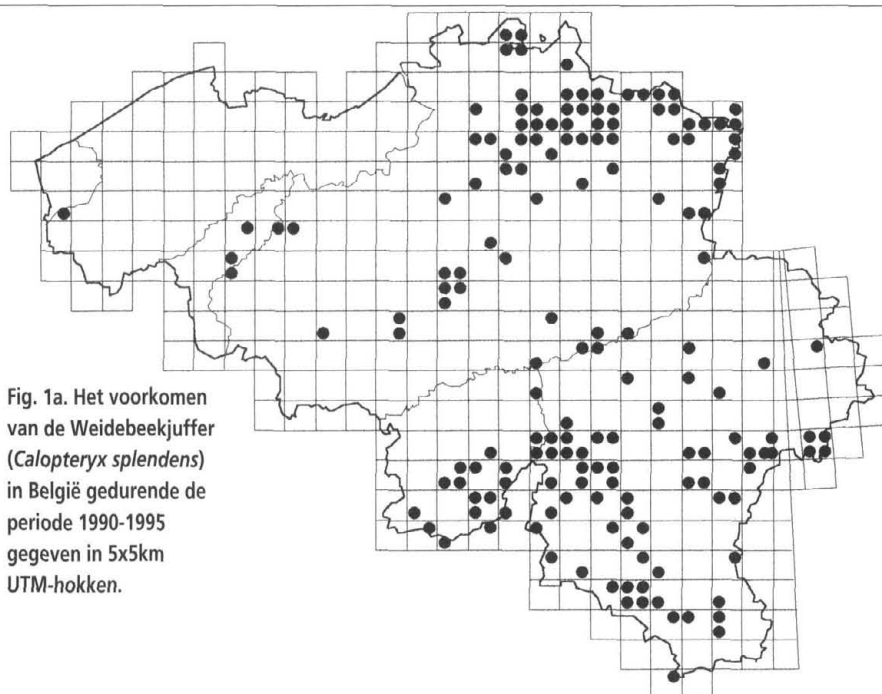 Fig. 1a. Het voorkomen
van de Weidebeekjuffer
(Calopteryx splendens)
in België gedurende de
periode 1990-1995
gegeven in 5x5km
UTM-hokken.